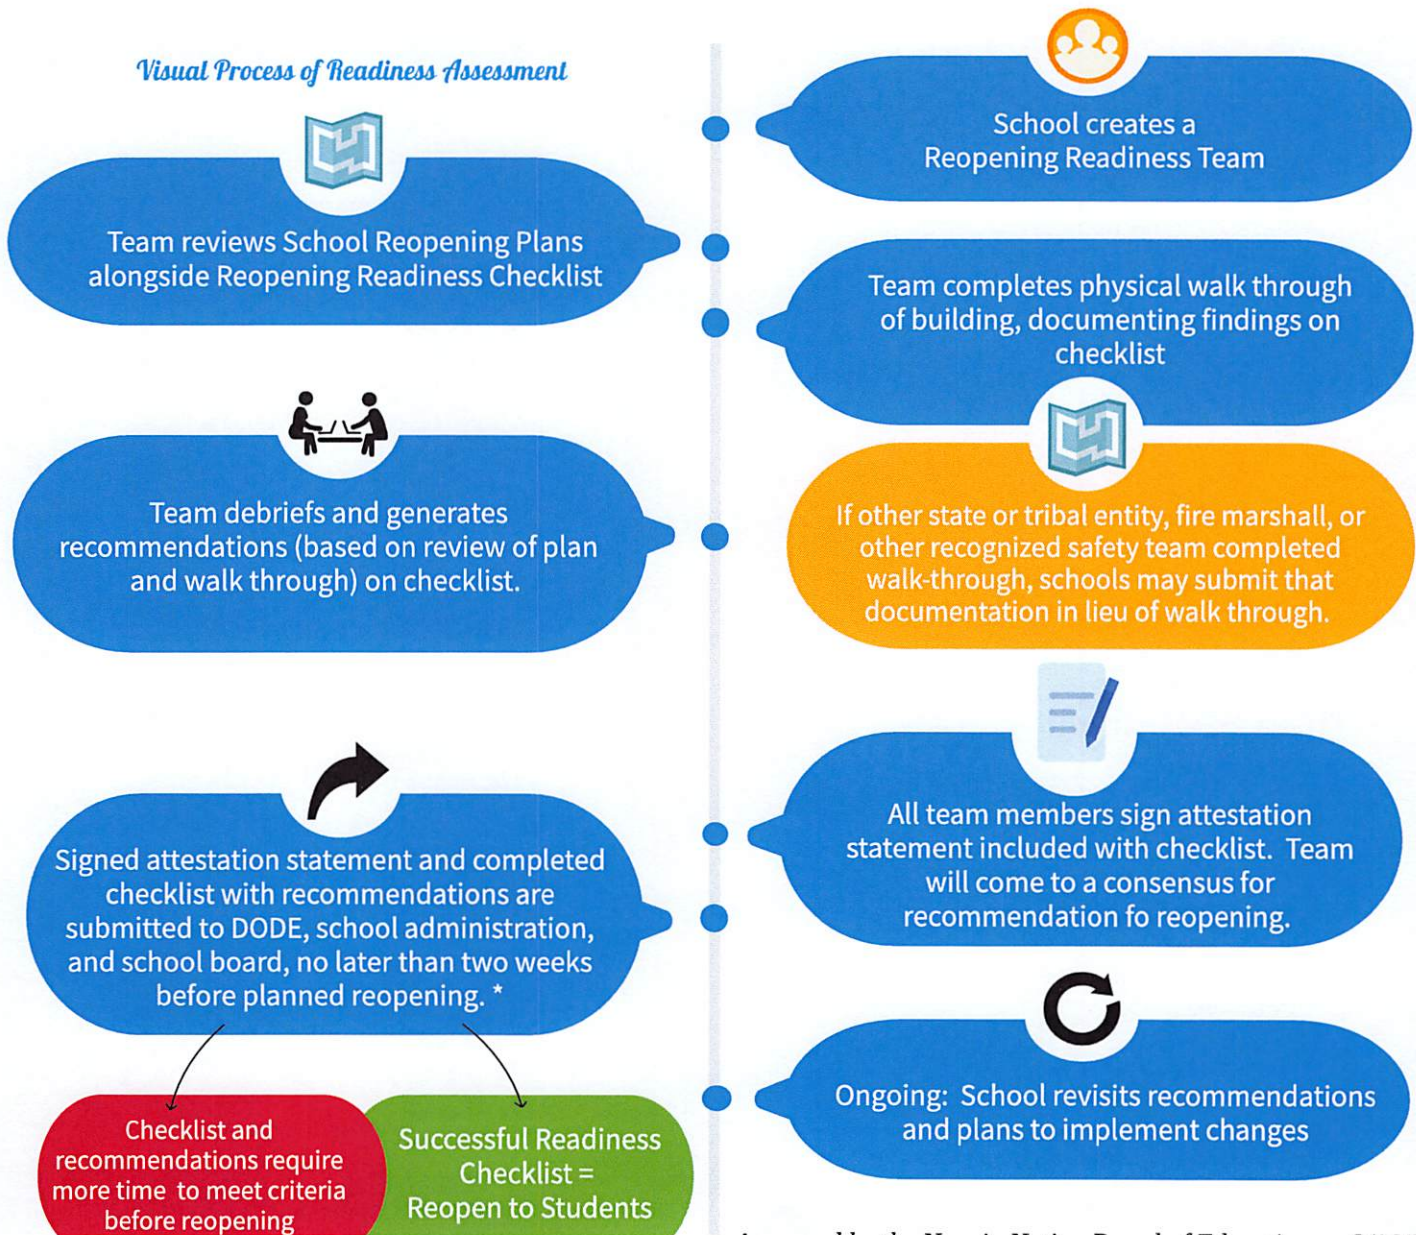 Visual Process of Readiness Assessment
School creates a
Reopening Readiness Team
Team reviews School Reopening Plans
alongside Reopening Readiness Checklist
Team completes physical walk through
of building, documenting findings on
checklist
If other state or tribal entity, fire marshall, or
other recognized safety team completed
walk-through, schools may submit that
documentation in lieu of walk through.
Team debriefs and generates
recommendations (based on review of plan
and walk through) on checklist.
All team members sign attestation
statement included with checklist. Team
will come to a consensus for
recommendation fo reopening.
Signed attestation statement and completed
checklist with recommendations are
submitted to DODE, school administration,
and school board, no later than two weeks
before planned reopening. *
Checklist and
recommendations require
more time to meet criteria
before reopening
Successful Readiness
Checklist =
Reopen to Students
Ongoing: School revisits recommendations
and plans to implement changes
by the Navajo Nation Board of Education